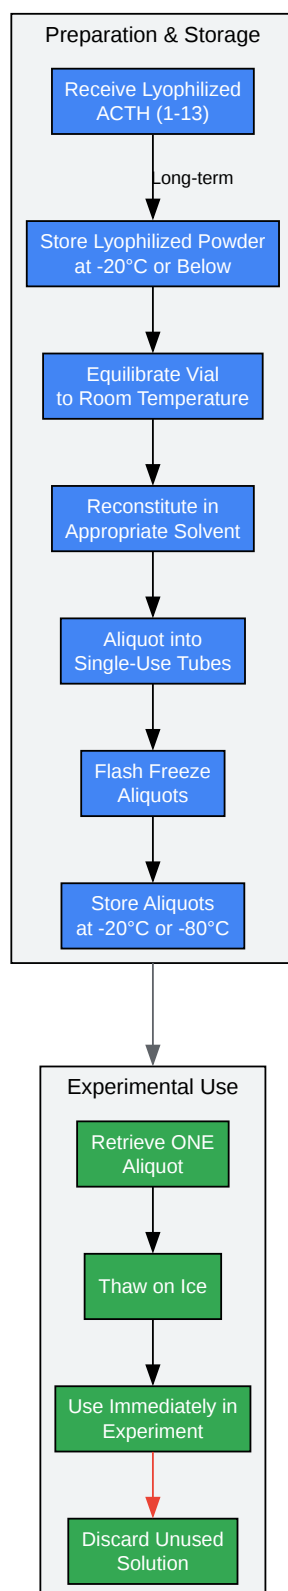 Preparation & Storage
Receive Lyophilized
ACTH (1-13)
Long-term
Store Lyophilized Powder
at -20°C or Below
Equilibrate Vial
to Room Temperature
Reconstitute in
Appropriate Solvent
Aliquot into
Single-Use Tubes
Flash Freeze
Aliquots
Store Aliquots
at -20°C or -80°C
Experimental Use
Retrieve ONE
Aliquot
Thaw on Ice
Use Immediately in
Experiment
Discard Unused
Solution